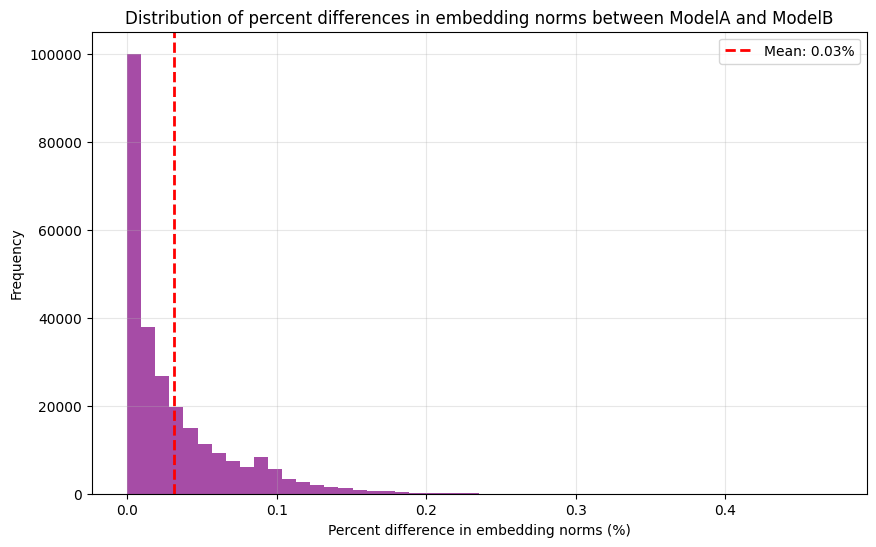 Distribution of percent differences in embedding norms between ModelA and ModelB
Mean: 0.03%
100000
80000
60000
40000
20000
0
Frequency
0.0
0.1
0.2
0.3
0.4
Percent difference in embedding norms (%)